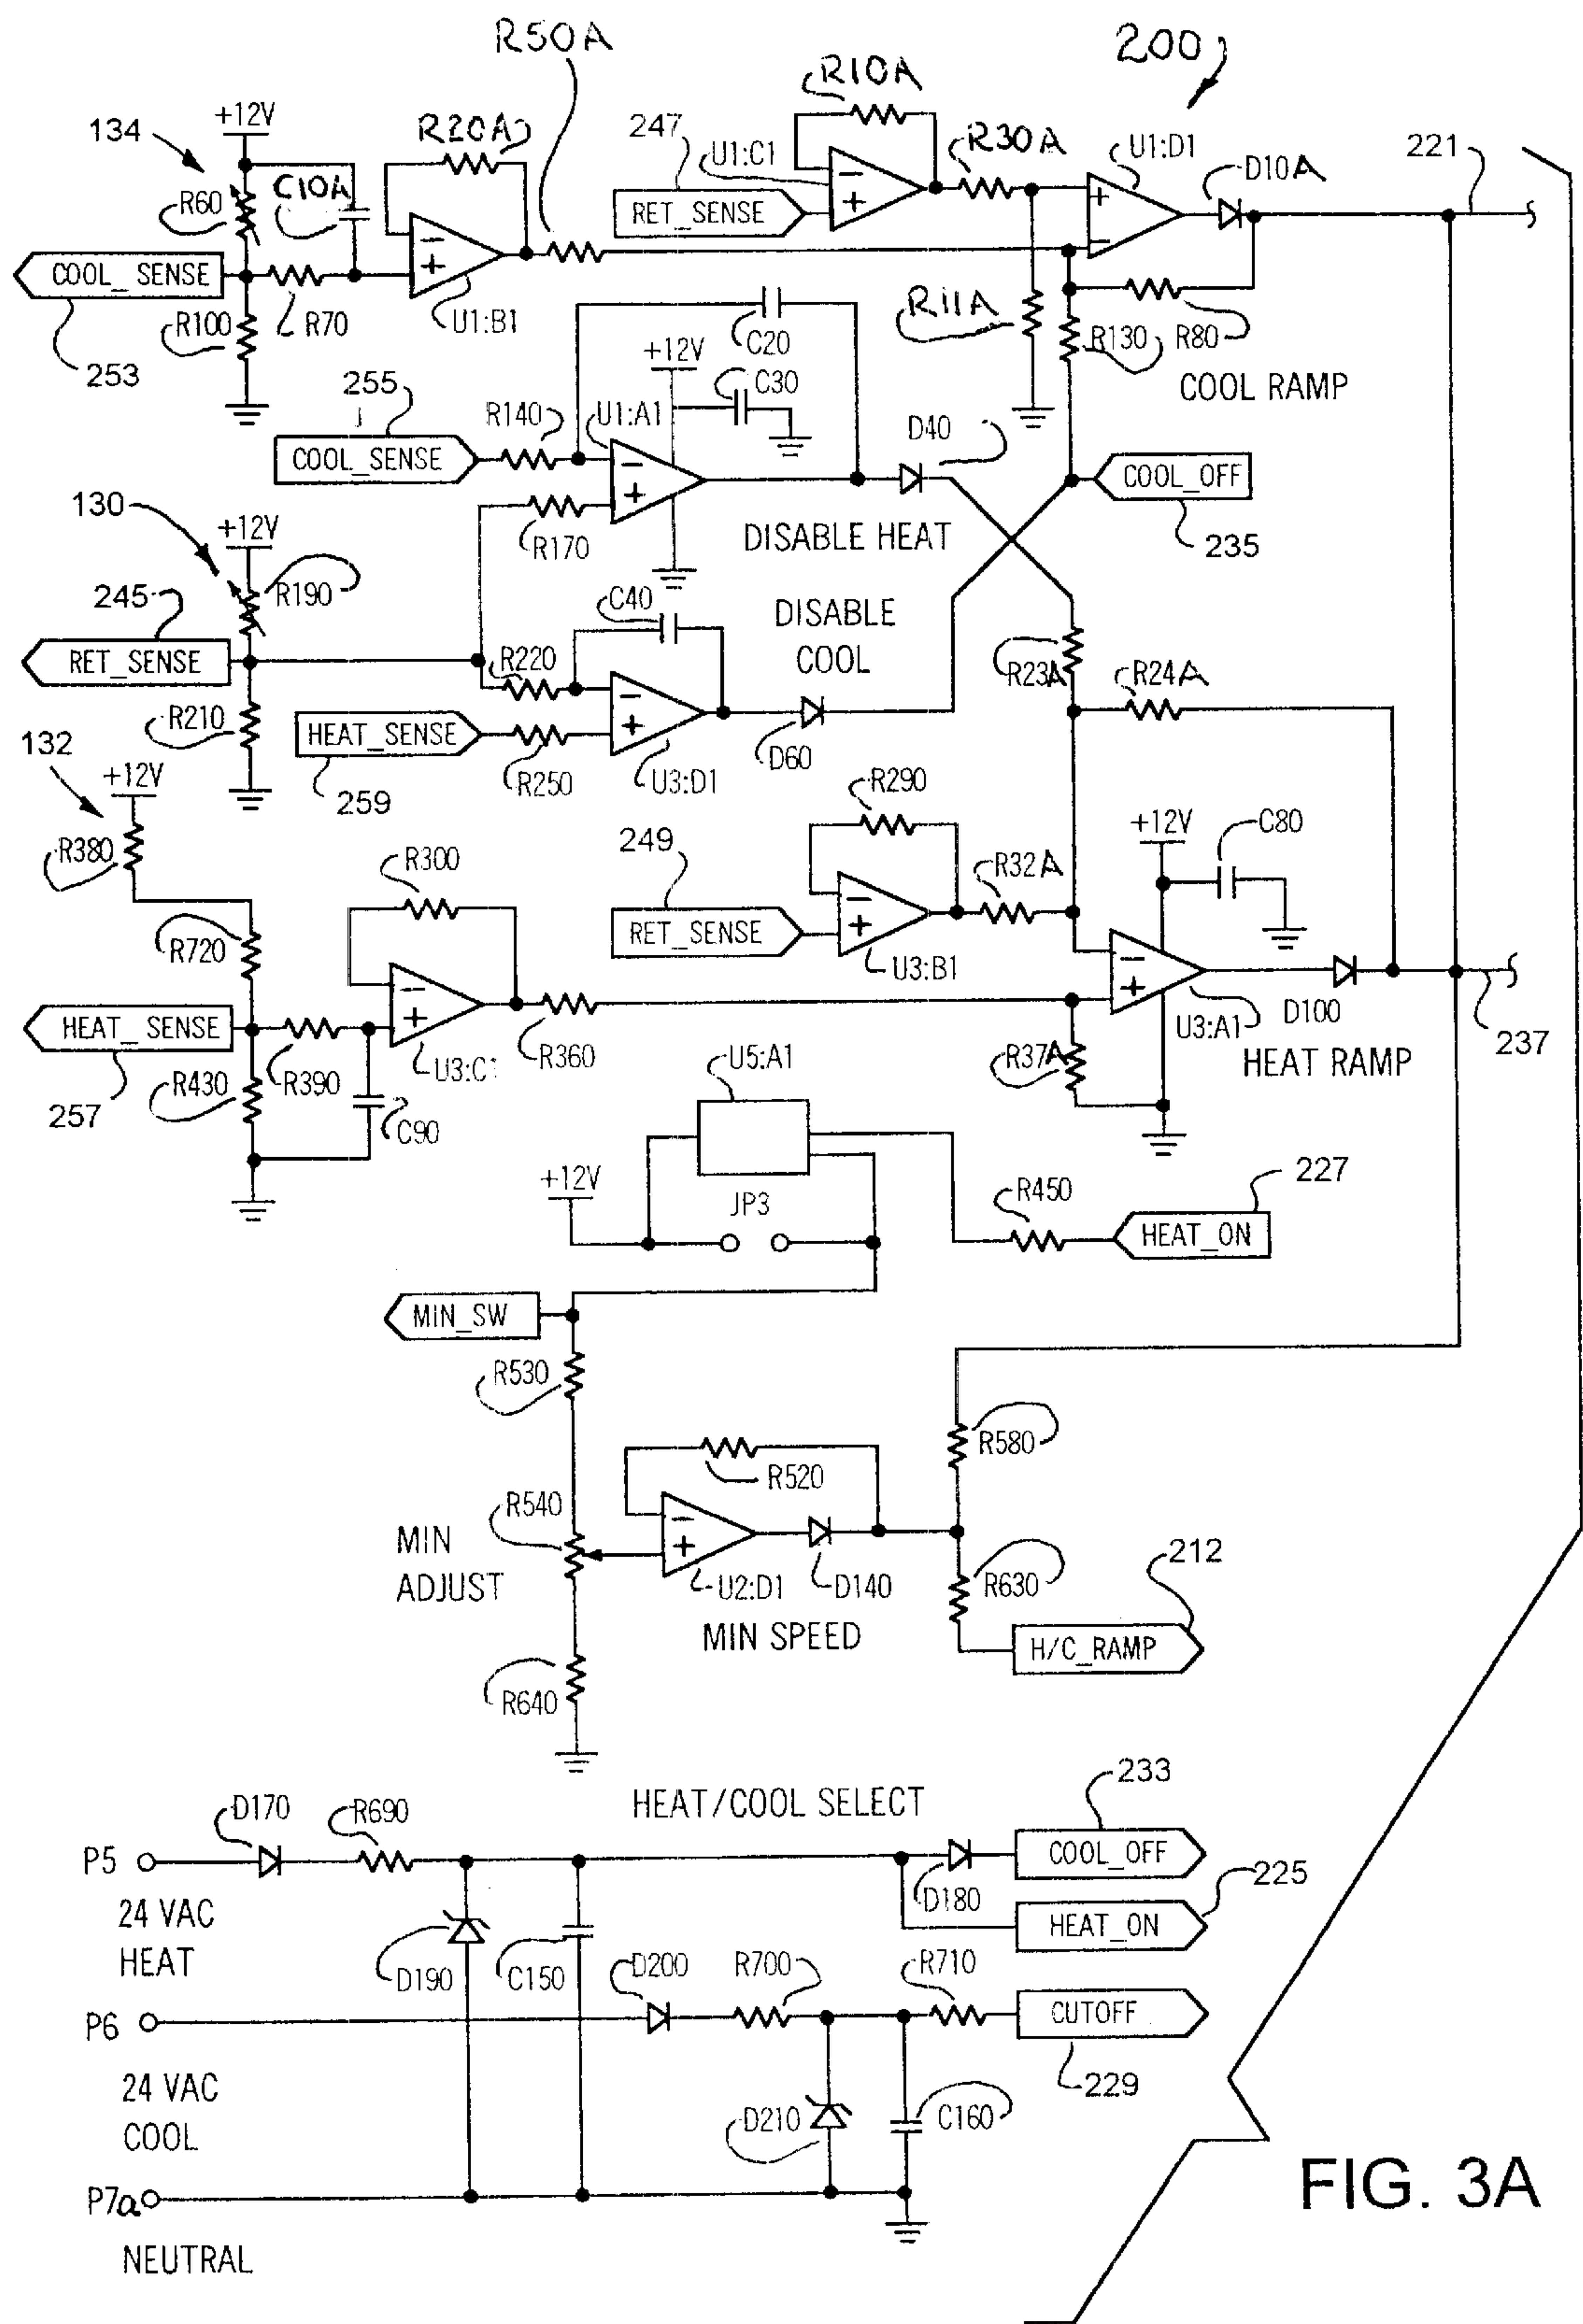 R50A
200
R10A
+12V
134
R20A
247
U1:C1
R30A
U1:D1
D10A
221
R60
C10A
RET_SENSE
COOL_SENSE
R100
R70
U1:B1
R11A
R130
R80
253
C20
+12V
COOL RAMP
255
C30
R140
U1:A1
D40
COOL_SENSE
COOL_OFF
130
+12V
R170
DISABLE HEAT
235
245
R190
C40
DISABLE
COOL
RET_SENSE
R220
R23A
R24A
R210
HEAT_SENSE
132
+12V
R250
U3:D1
D60
259
R290
+12V
C80
R380
R300
249
R32A
R720
RET_SENSE
U3:B1
HEAT_SENSE
U3:A1
D100
R360
U3:C1
237
R430
R390
U5:A1
R37A
HEAT RAMP
257
C90
+12V
227
JP3
R450
HEAT_ON
MIN_SW
R530
R580
R520
R540
MIN
ADJUST
212
U2:D1
D140
R630
MIN SPEED
H/C_RAMP
R640
233
D170
R690
HEAT/COOL SELECT
P5
COOL_OFF
225
D180
24 VAC
HEAT
HEAT_ON
D190
C150
D200
R700
R710
P6
CUTOFF
24 VAC
COOL
229
D210
C160
P7a
FIG. 3A
NEUTRAL